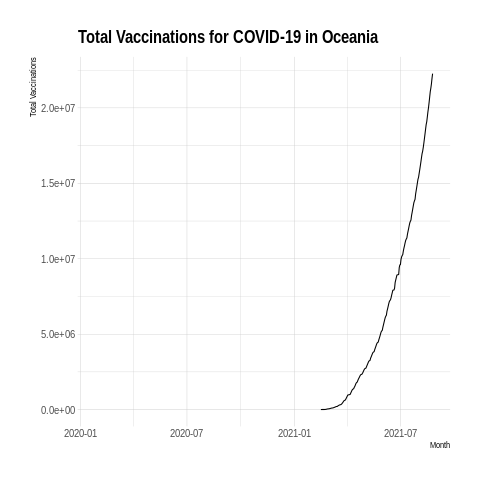 Total Vaccinations for COVID-19 in Oceania
Total Vaccinations
2.0e+07
1.5e+07
1.0e+07
5.0e+06
0.0e+00
2020-01 2020-07 2021-01 2021-07
Month